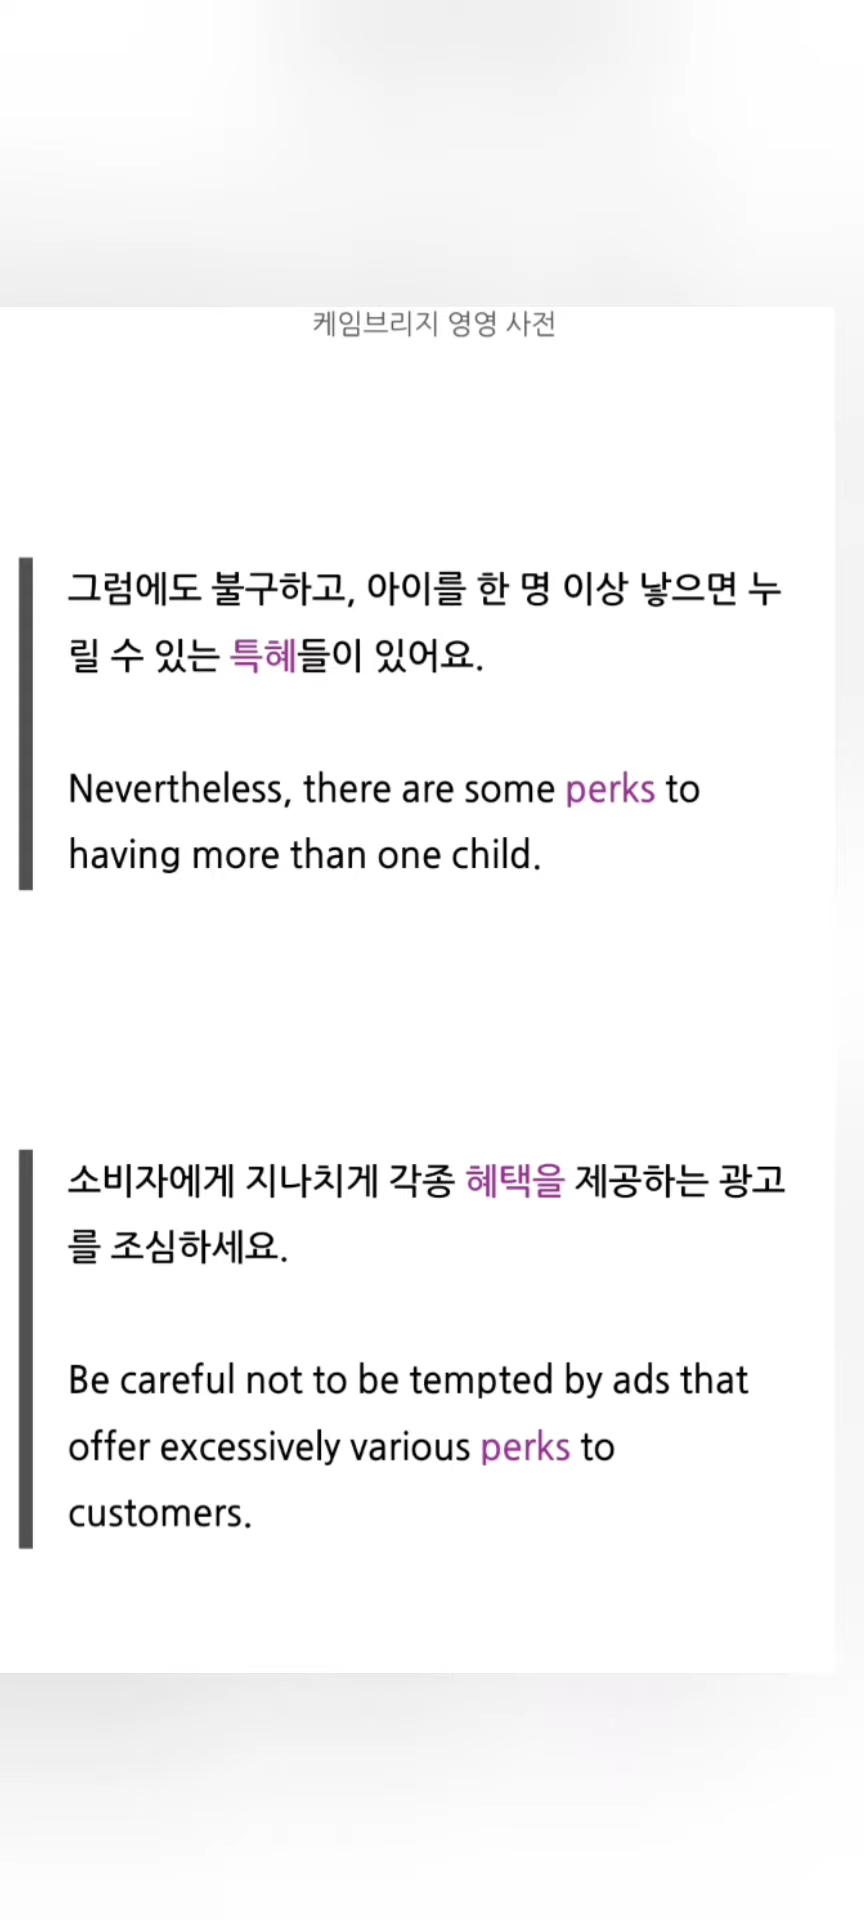 케임브리지 영영 사전
그럼에도 불구하고, 아이를 한 명 이상 낳으면 누
릴 수 있는 특혜들이 있어요.
Nevertheless, there are some perks to
having more than one child.
소비자에게 지나치게 각종 혜택을 제공하는 광고
를 조심하세요.
Be careful not to be tempted by ads that
offer excessively various perks to
customers.